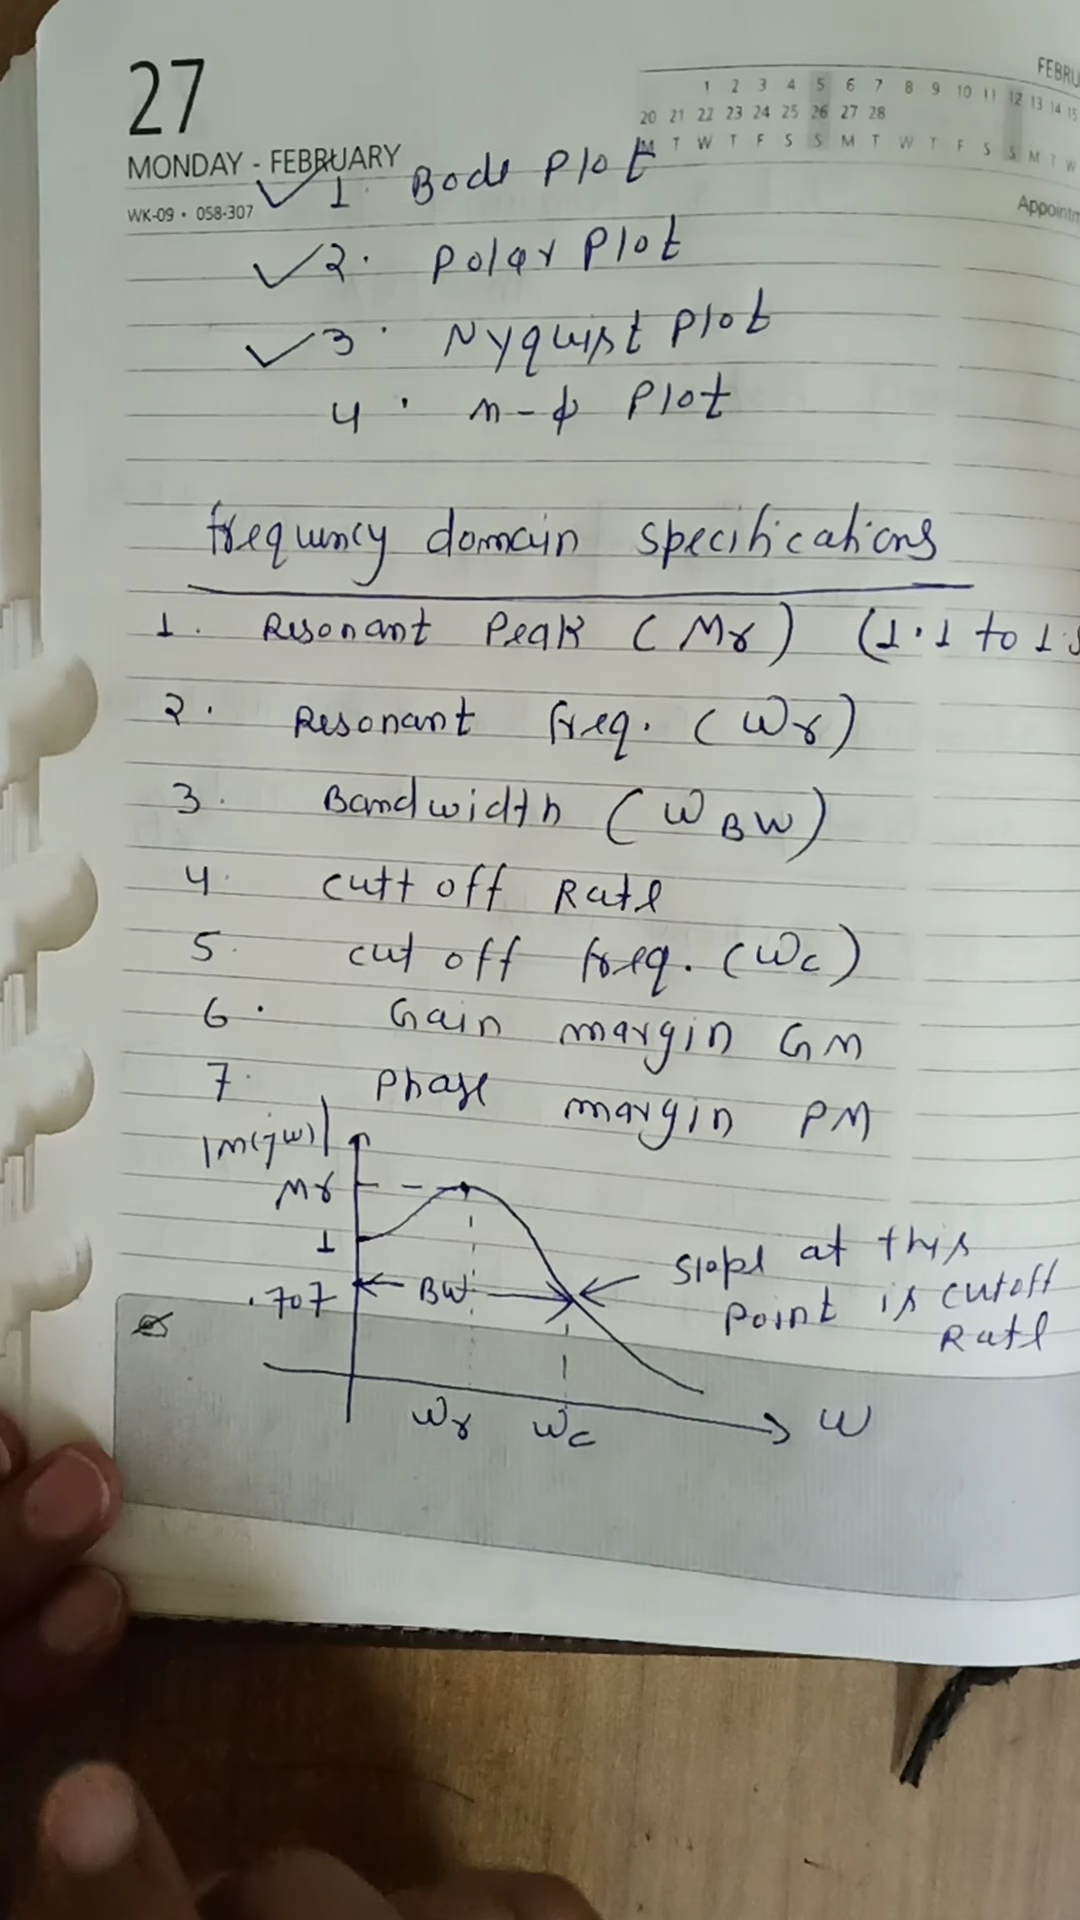 27
MONDAY - FEBRUARY
WK-09 • 058-307
FEBRU
1 2 3 4 5 6 7 8 9 10 11 12 13 14 15
20 21 22 23 24 25 26 27 28
M T W T F S S M T W T F S S M T W
Appointm
1. Bode Plot
2. Polar Plot
3. Nyquist Plot
4. m-ϕ Plot
frequency domain specifications
1. Resonant Peak (Mr) (1.1 to 1.5
2. Resonant freq. (ωr)
3. Bandwidth (ωBW)
4. cutt off Rate
5. cut off freq. (ωc)
6. Gain margin GM
7. Phase margin PM
|M(jω)|
Mr
1
.707
BW
slope at this
point is cutoff
Rate
ωr ωc ω